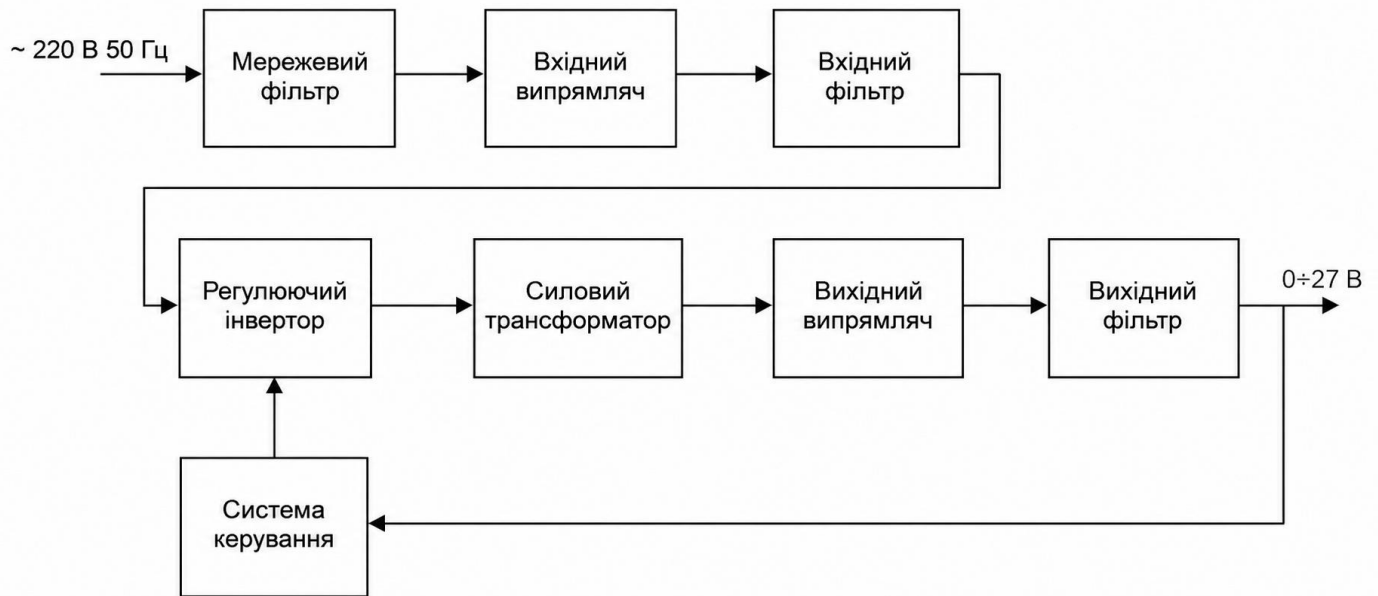 ~ 220 В 50 Гц
Мережевий
фільтр
Вхідний
випрямляч
Вхідний
фільтр
Регулюючий
інвертор
Силовий
трансформатор
Вихідний
випрямляч
Вихідний
фільтр
0÷27 В
Система
керування